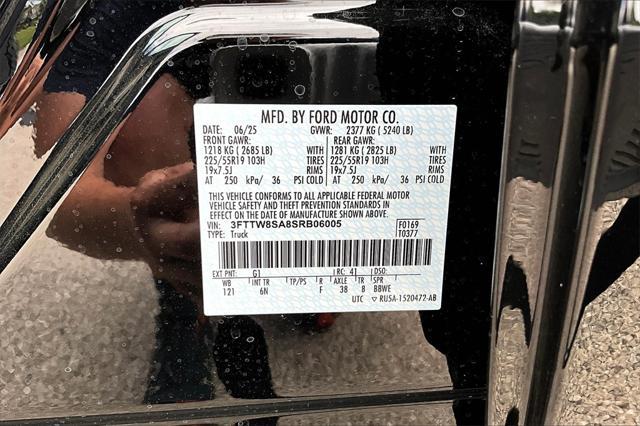 MFD. BY FORD MOTOR CO.
DATE: 06/25 GVWR: 2377 KG ( 5240 LB)
FRONT GAWR: REAR GAWR:
1218 KG ( 2685 LB) WITH 1281 KG ( 2825 LB) WITH
225/55R19 103H TIRES 225/55R19 103H TIRES
19x7.5J RIMS 19x7.5J RIMS
AT 250 kPa/ 36 PSI COLD AT 250 kPa/ 36 PSI COLD
THIS VEHICLE CONFORMS TO ALL APPLICABLE FEDERAL MOTOR
VEHICLE SAFETY AND THEFT PREVENTION STANDARDS IN
EFFECT ON THE DATE OF MANUFACTURE SHOWN ABOVE.
VIN: 3FTTW8SA8SRB06005 F0169
TYPE: Truck T0377
EXT PNT: G1 RC: 41 DSO:
WB INT TR TP/PS R AXLE TR SPR
121 6N F 38 8 BBWE
UTC ▽ RU5A-1520472-AB